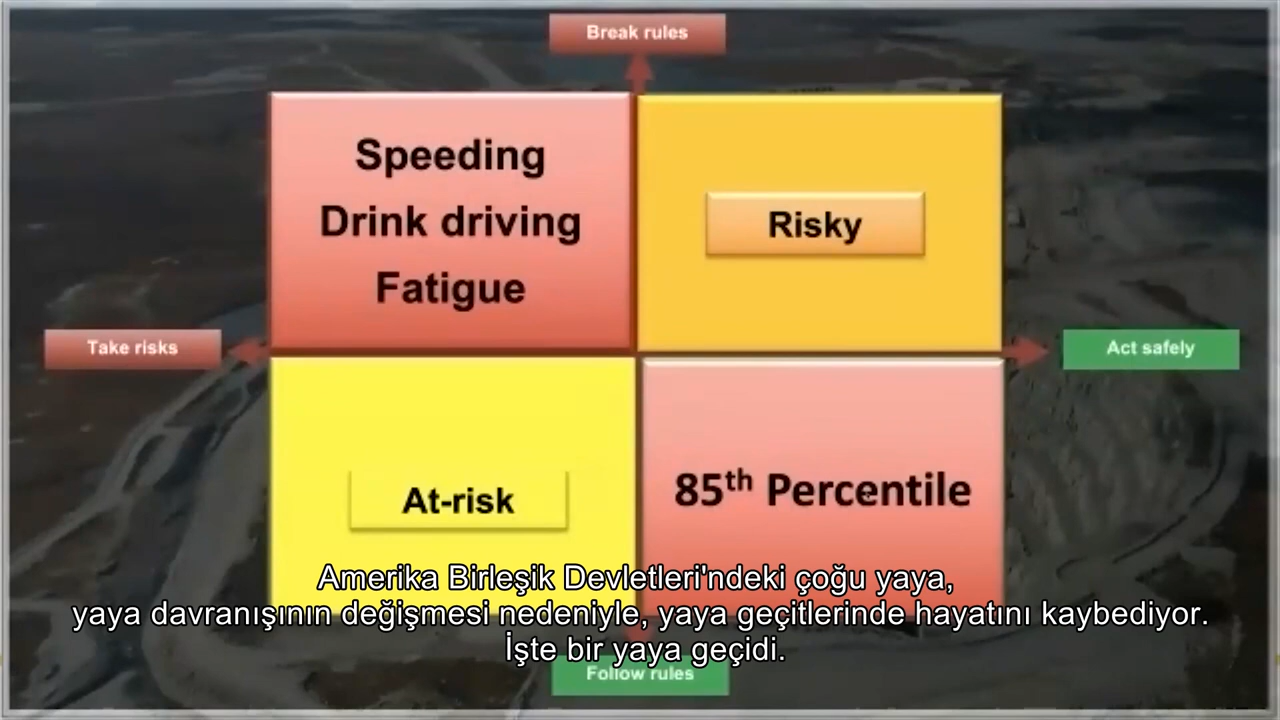 Break rules
Speeding
Drink driving
Fatigue
Risky
Take risks
Act safely
At-risk
85th Percentile
Amerika Birleşik Devletleri'ndeki çoğu yaya,
yaya davranışının değişmesi nedeniyle, yaya geçitlerinde hayatını kaybediyor.
İşte bir yaya geçidi.
Follow rules